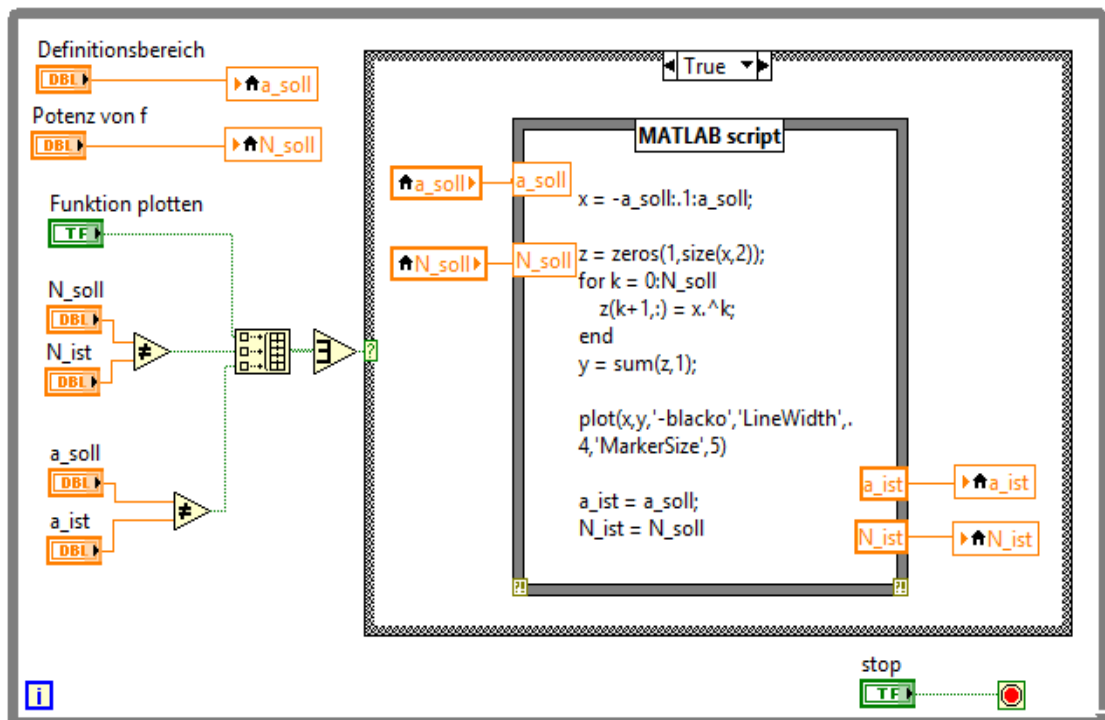 Definitionsbereich
DBL
a_soll
Potenz von f
DBL
N_soll
Funktion plotten
TF
N_soll
DBL
N_ist
DBL
a_soll
DBL
a_ist
DBL
≠
≠
∃
?
True
MATLAB script
a_soll
a_soll
N_soll
N_soll
x = -a_soll:.1:a_soll;
z = zeros(1,size(x,2));
for k = 0:N_soll
z(k+1,:) = x.^k;
end
y = sum(z,1);
plot(x,y,'-blacko','LineWidth',.
4,'MarkerSize',5)
a_ist = a_soll;
N_ist = N_soll
a_ist
a_ist
N_ist
N_ist
?!
?!
stop
TF
i